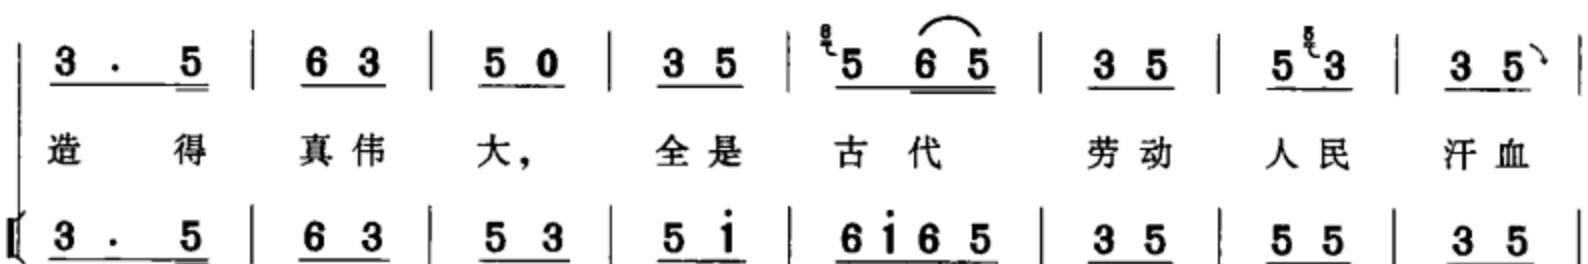 3 · 5 | 6 3 | 5 0 | 3 5 | 6 5 6 5 | 3 5 | 5 5 3 | 3 5 |
造 得 真 伟 大， 全 是 古 代 劳 动 人 民 汗 血
3 · 5 | 6 3 | 5 3 | 5 i | 6 i 6 5 | 3 5 | 5 5 | 3 5 |